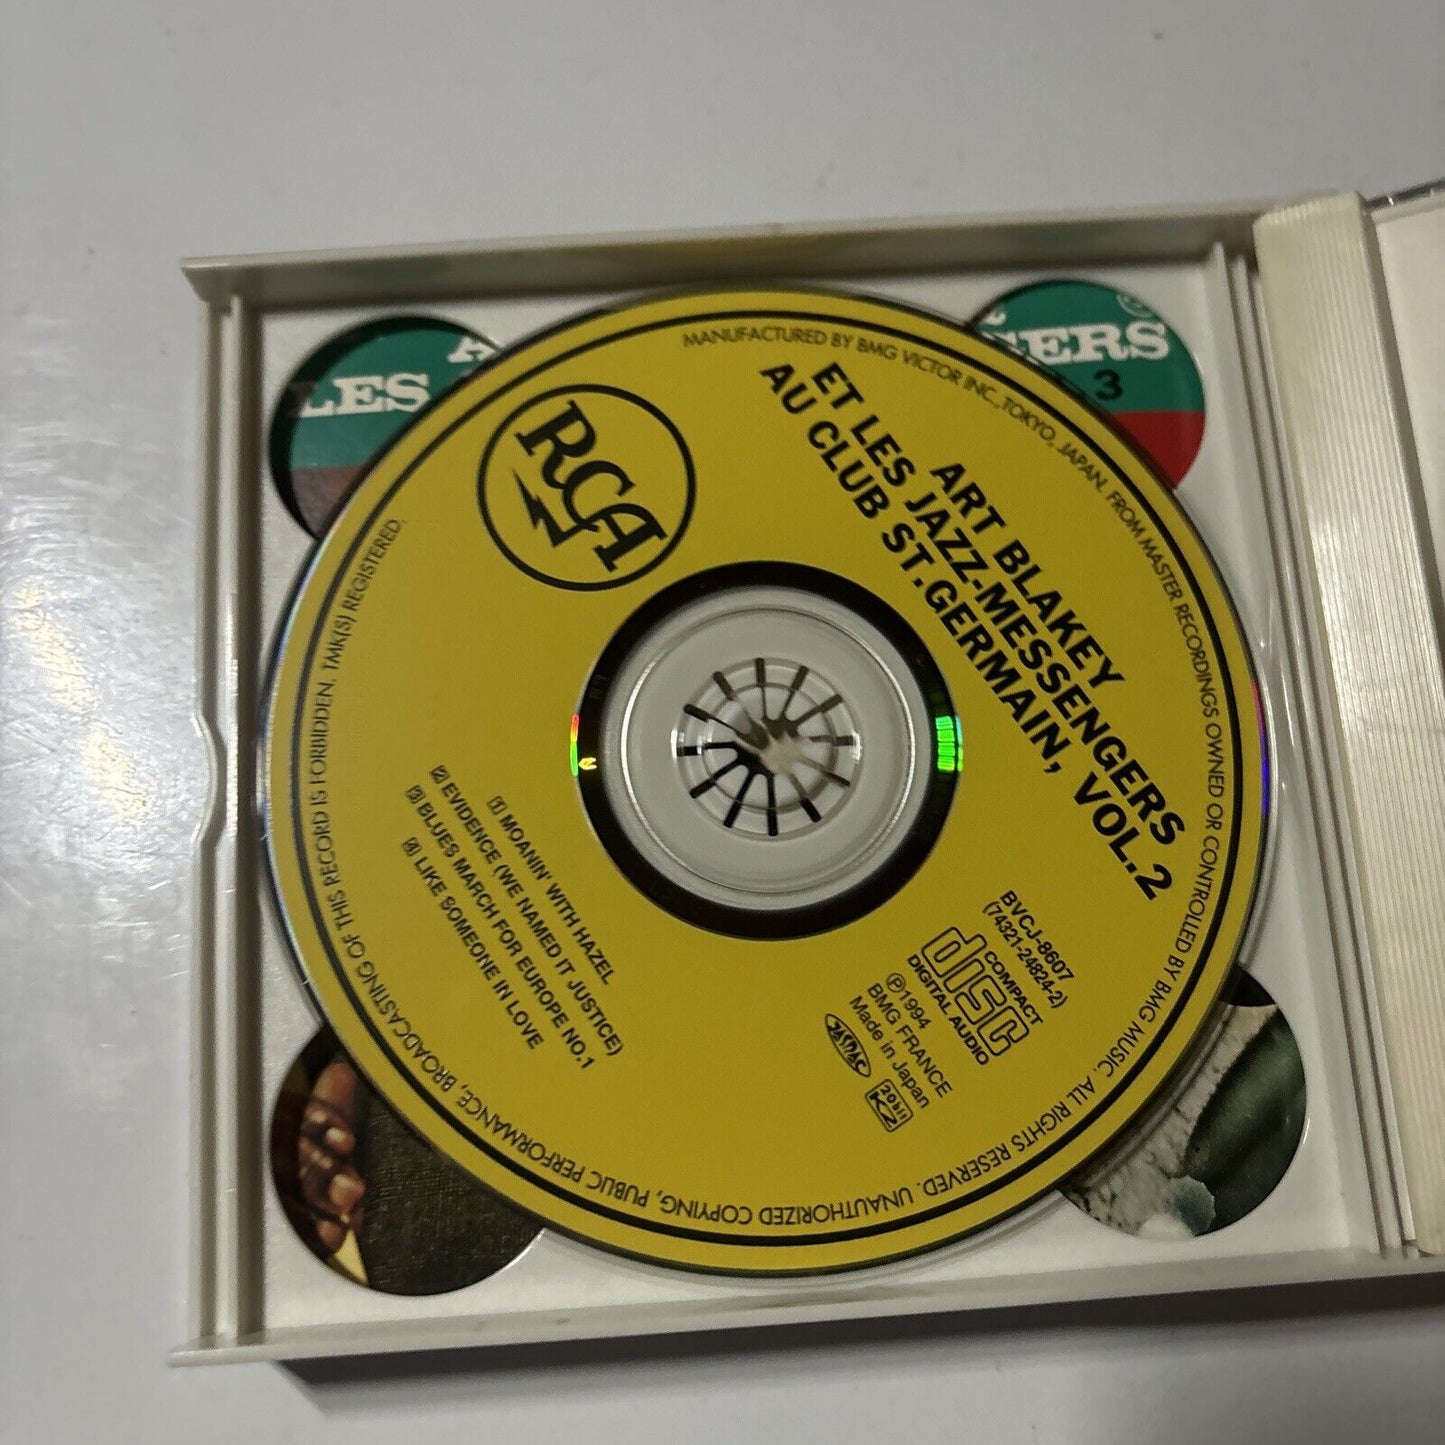 LES
GERS
3
MANUFACTURED BY BMG VICTOR INC., TOKYO, JAPAN. FROM MASTER RECORDINGS OWNED OR CONTROLLED BY BMG MUSIC. ALL RIGHTS RESERVED. UNAUTHORIZED COPYING, PUBLIC PERFORMANCE, BROADCASTING OF THIS RECORD IS FORBIDDEN. TMK(S) REGISTERED.
RCA
ART BLAKEY
ET LES JAZZ-MESSENGERS
AU CLUB ST.GERMAIN, VOL.2
1 MOANIN' WITH HAZEL
2 EVIDENCE (WE NAMED IT JUSTICE)
3 BLUES MARCH FOR EUROPE NO.1
4 LIKE SOMEONE IN LOVE
BVCJ-8607
(74321-24824-2)
COMPACT
disc
DIGITAL AUDIO
℗1994
BMG FRANCE
Made in Japan
JASRAC
20bit
K2